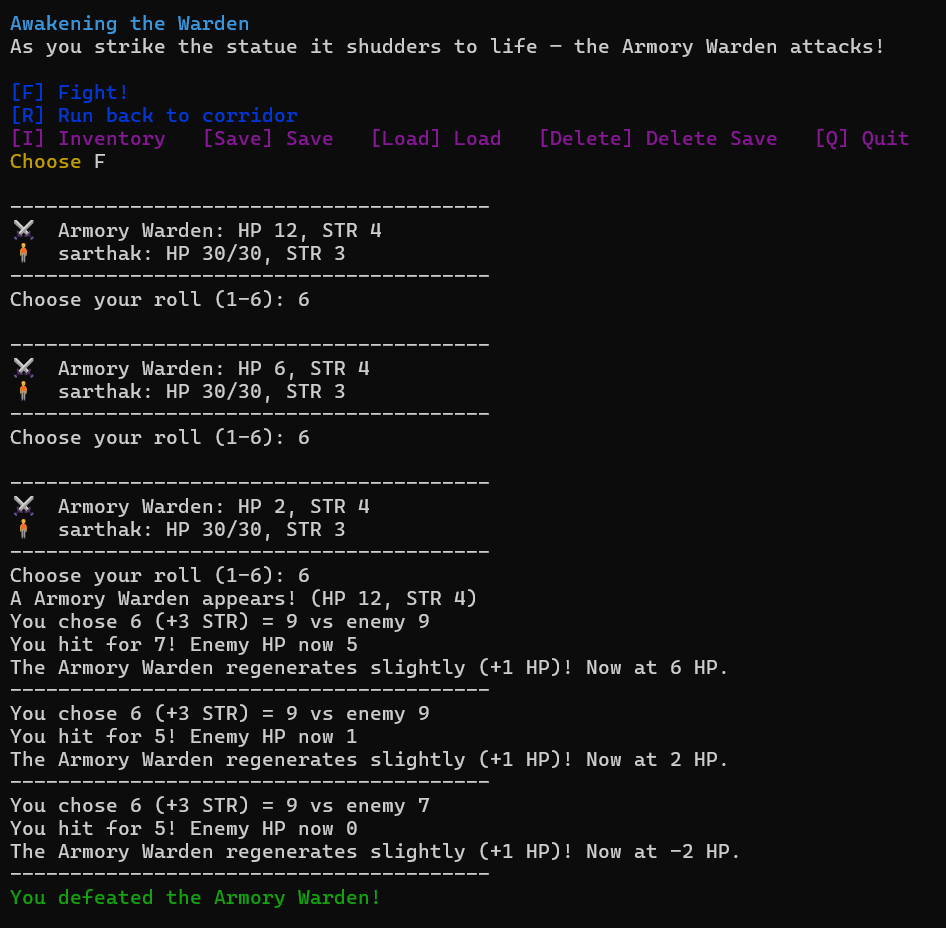 Awakening the Warden
As you strike the statue it shudders to life — the Armory Warden attacks!
[F] Fight!
[R] Run back to corridor
[I] Inventory   [Save] Save   [Load] Load   [Delete] Delete Save   [Q] Quit
Choose F
----------------------------------------
⚔️  Armory Warden: HP 12, STR 4
🧍  sarthak: HP 30/30, STR 3
----------------------------------------
Choose your roll (1-6): 6
----------------------------------------
⚔️  Armory Warden: HP 6, STR 4
🧍  sarthak: HP 30/30, STR 3
----------------------------------------
Choose your roll (1-6): 6
----------------------------------------
⚔️  Armory Warden: HP 2, STR 4
🧍  sarthak: HP 30/30, STR 3
----------------------------------------
Choose your roll (1-6): 6
A Armory Warden appears! (HP 12, STR 4)
You chose 6 (+3 STR) = 9 vs enemy 9
You hit for 7! Enemy HP now 5
The Armory Warden regenerates slightly (+1 HP)! Now at 6 HP.
----------------------------------------
You chose 6 (+3 STR) = 9 vs enemy 9
You hit for 5! Enemy HP now 1
The Armory Warden regenerates slightly (+1 HP)! Now at 2 HP.
----------------------------------------
You chose 6 (+3 STR) = 9 vs enemy 7
You hit for 5! Enemy HP now 0
The Armory Warden regenerates slightly (+1 HP)! Now at -2 HP.
----------------------------------------
You defeated the Armory Warden!